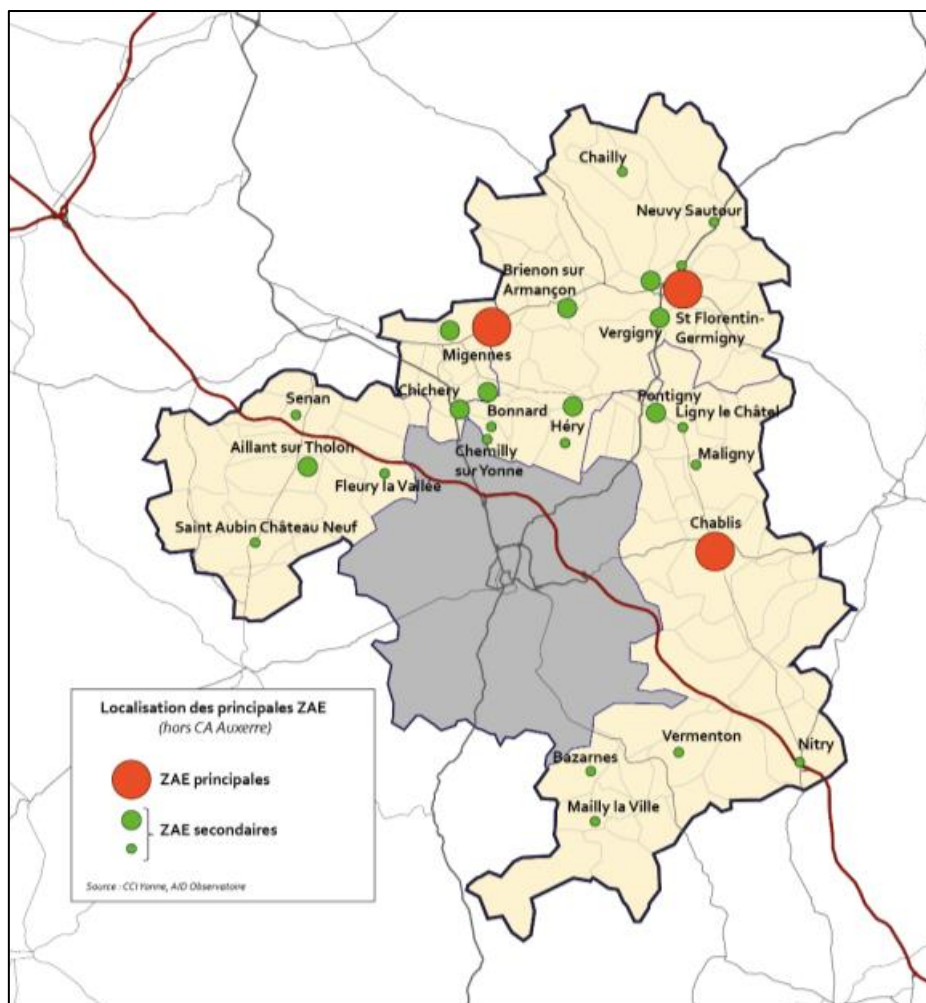 Chailly
Neuvy Sautour
Brienon sur
Armançon
St Florentin-
Germigny
Vergigny
Migennes
Chichery
Pontigny
Ligny le Châtel
Senan
Bonnard
Héry
Aillant sur Tholon
Chemilly
sur Yonne
Maligny
Fleury la Vallée
Saint Aubin Château Neuf
Chablis
Localisation des principales ZAE
(hors CA Auxerre)
ZAE principales
ZAE secondaires
Source : CCI Yonne, AID Observatoire
Vermenton
Nitry
Bazarnes
Mailly la Ville